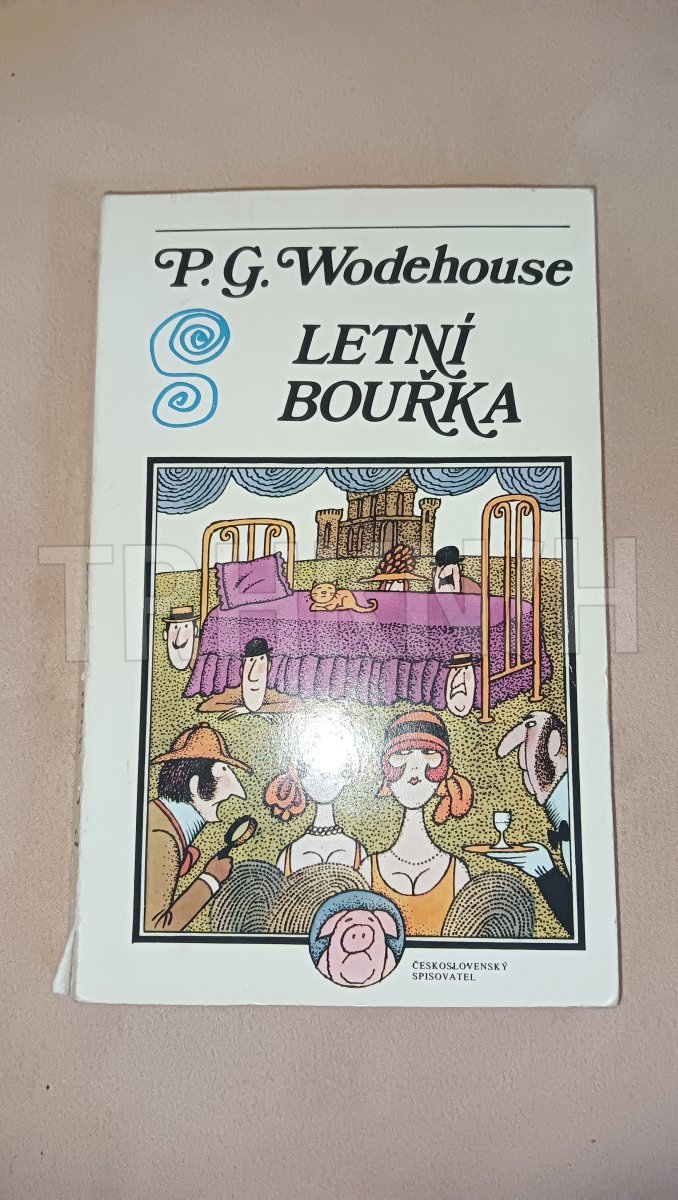 P. G. Wodehouse
LETNÍ
BOUŘKA
ČESKOSLOVENSKÝ
SPISOVATEL